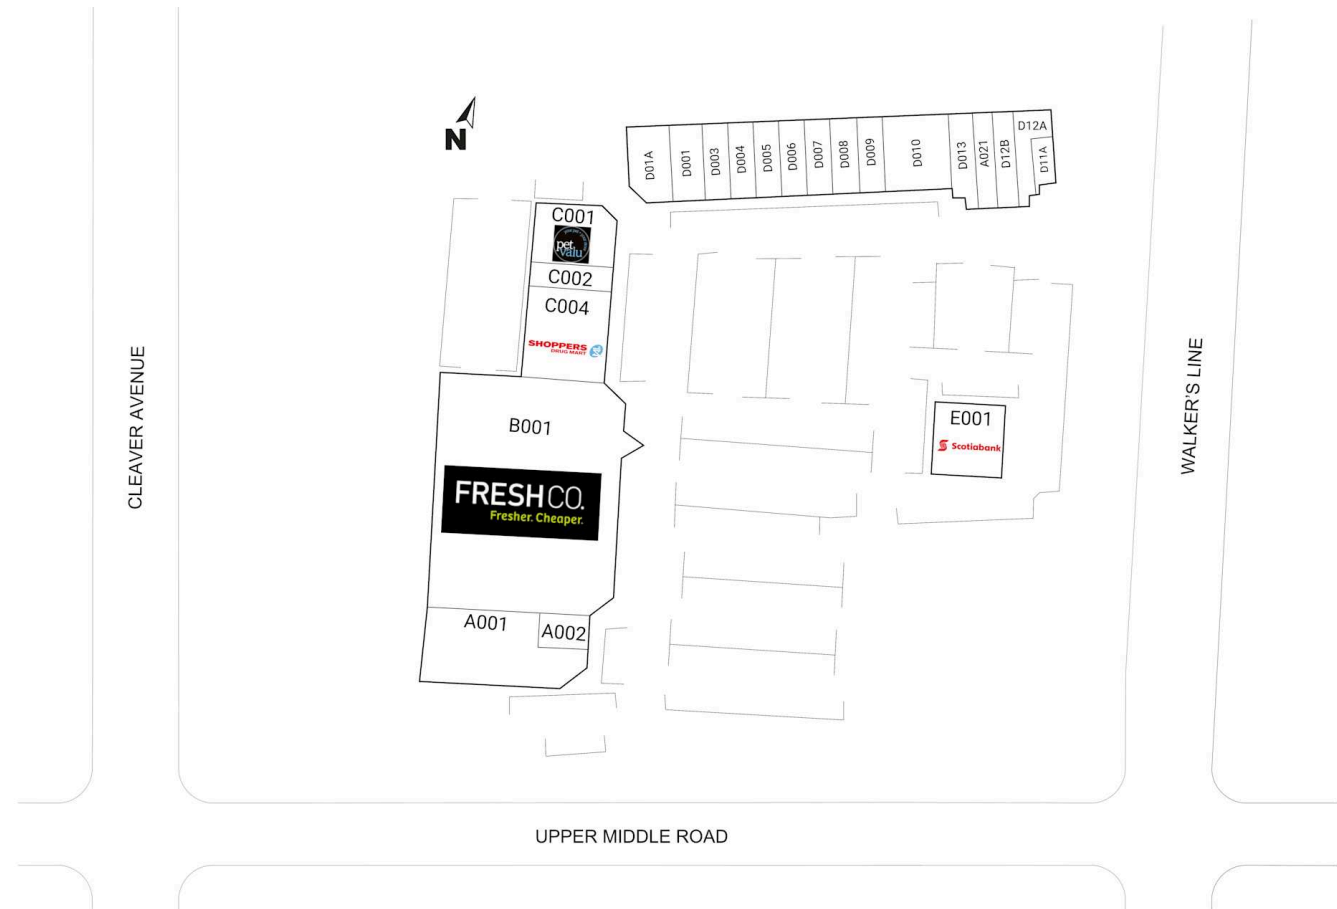 N
D01A
D001
D003
D004
D005
D006
D007
D008
D009
D010
D013
A021
D12B
D12A
D11A
C001
pet
valu
C002
C004
SHOPPERS
DRUG MART
CLEAVER AVENUE
WALKER'S LINE
B001
E001
Scotiabank
FRESHCO.
Fresher. Cheaper.
A001
A002
UPPER MIDDLE ROAD